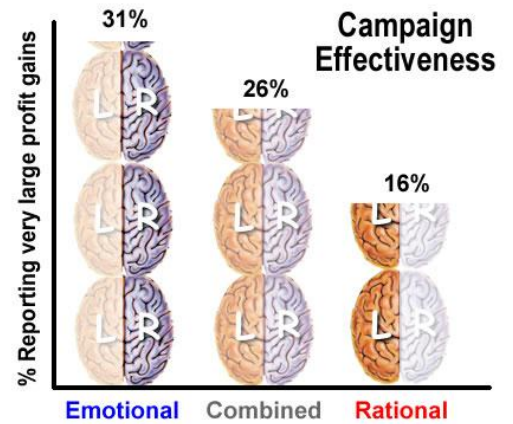 Campaign
Effectiveness
% Reporting very large profit gains
31%
26%
16%
L R
L R
L R
L R
L R
L R
L R
L R
Emotional Combined Rational